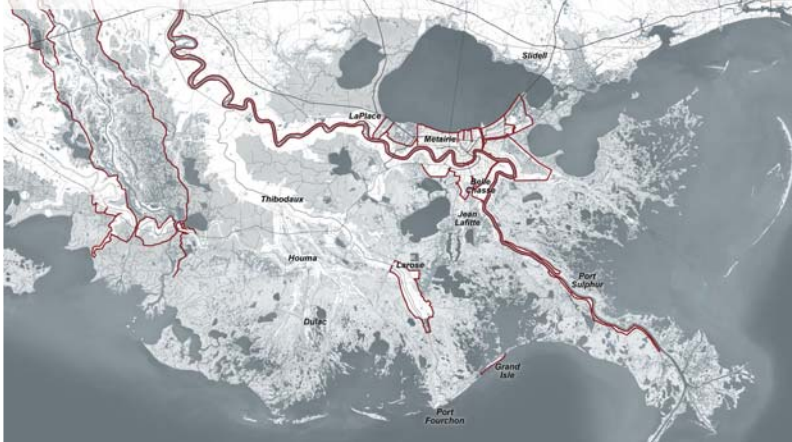 Slidell
LaPlace
Metairie
Belle
Chasse
Thibodaux
Jean
Lafitte
Houma
Larose
Port
Sulphur
Dulac
Grand
Isle
Port
Fourchon